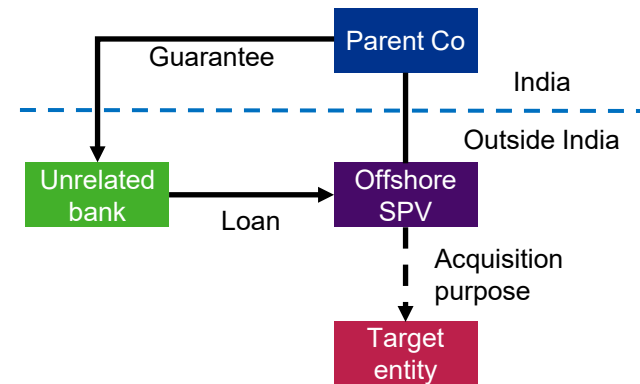 Parent Co
Guarantee
India
Outside India
Unrelated
bank
Loan
Offshore
SPV
Acquisition
purpose
Target
entity